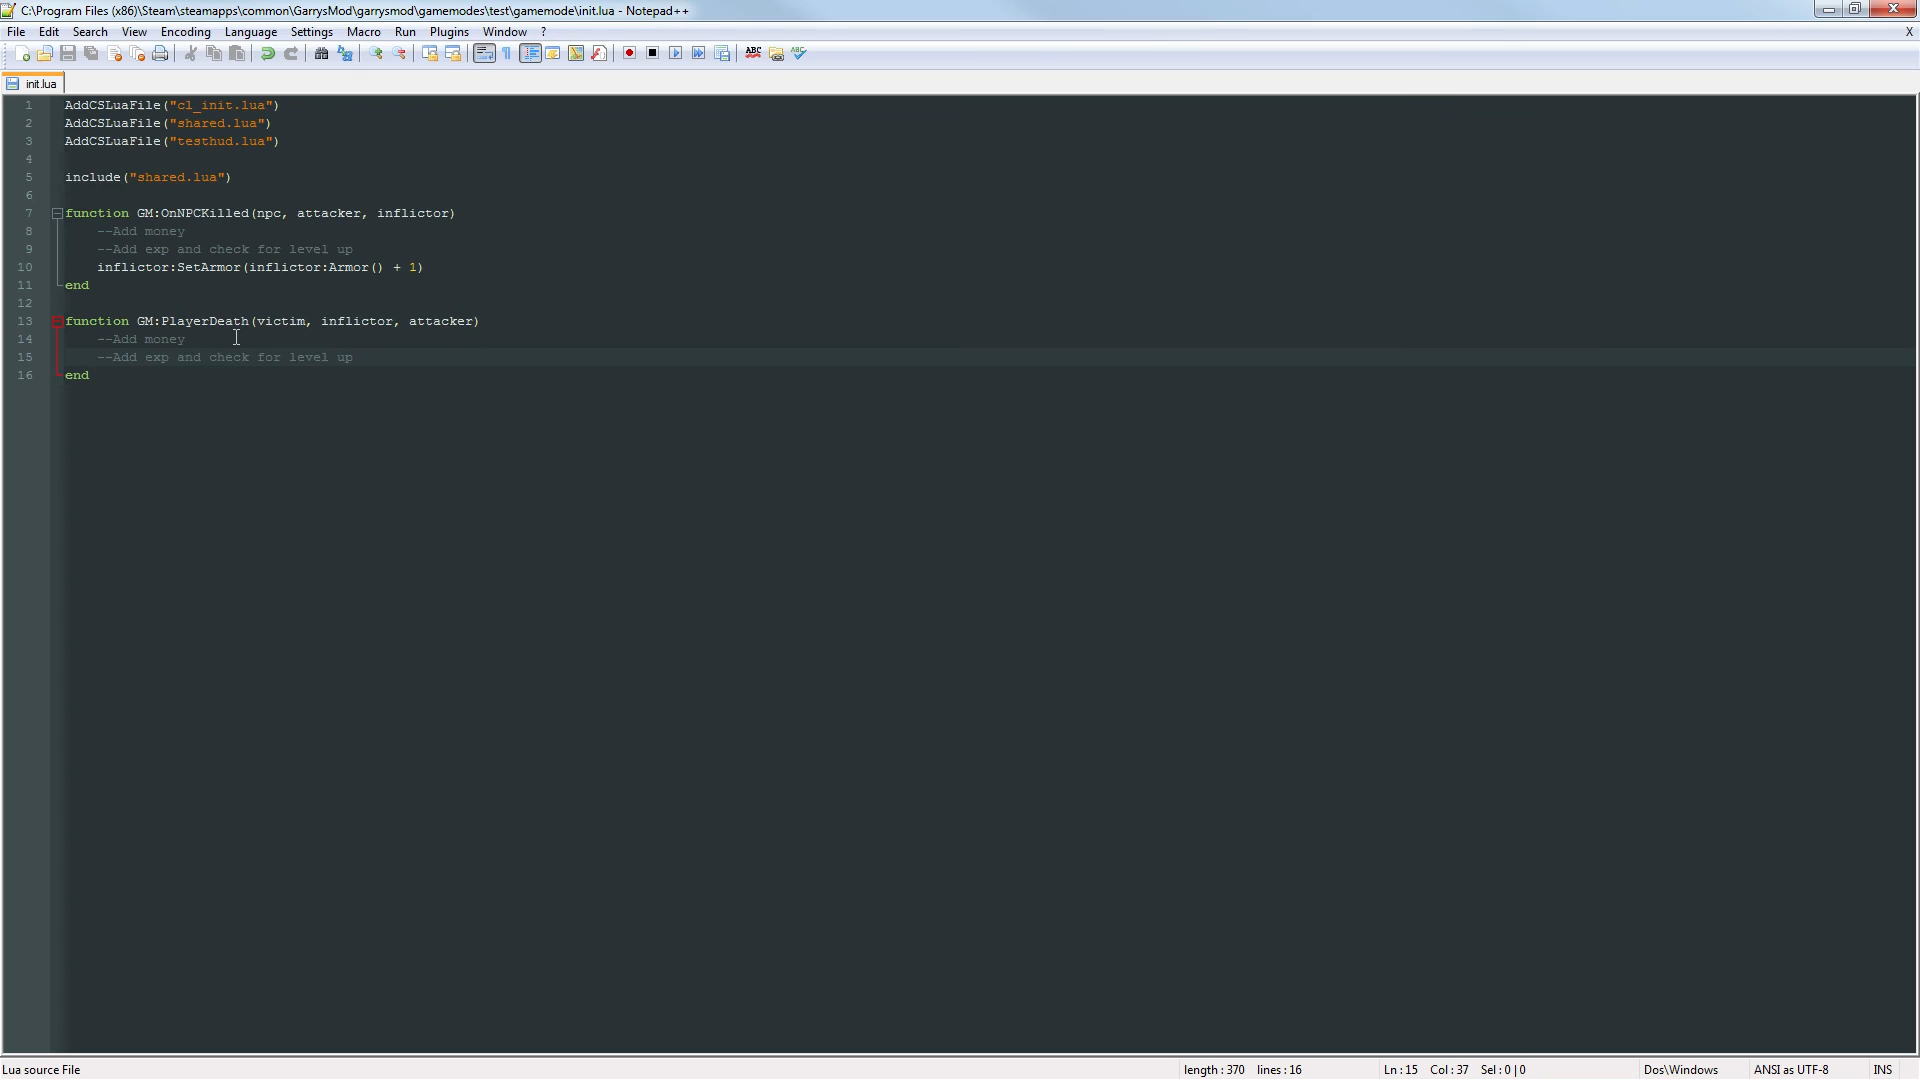 C:\Program Files (x86)\Steam\steamapps\common\GarrysMod\garrysmod\gamemodes\test\gamemode\init.lua - Notepad++
File Edit Search View Encoding Language Settings Macro Run Plugins Window ? X
ABC ABC
init.lua
1 AddCSLuaFile("cl_init.lua")
2 AddCSLuaFile("shared.lua")
3 AddCSLuaFile("testhud.lua")
4
5 include("shared.lua")
6
7 function GM:OnNPCKilled(npc, attacker, inflictor)
8 --Add money
9 --Add exp and check for level up
10 inflictor:SetArmor(inflictor:Armor() + 1)
11 end
12
13 function GM:PlayerDeath(victim, inflictor, attacker)
14 --Add money
15 --Add exp and check for level up
16 end
Lua source File length : 370 lines : 16 Ln : 15 Col : 37 Sel : 0 | 0 Dos\Windows ANSI as UTF-8 INS